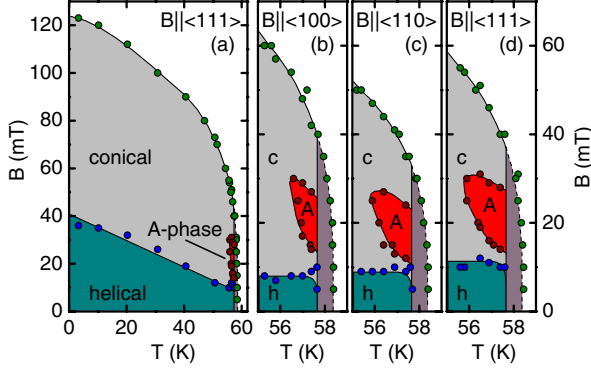 B||<111> B||<100> B||<110> B||<111>
(a) (b) (c) (d)
B (mT)
120
100
80
60
40
20
0
conical
A-phase
helical
c c c
A A A
h h h
60
40
20
0
B (mT)
0 20 40 60 56 58 56 58 56 58
T (K) T (K) T (K) T (K)